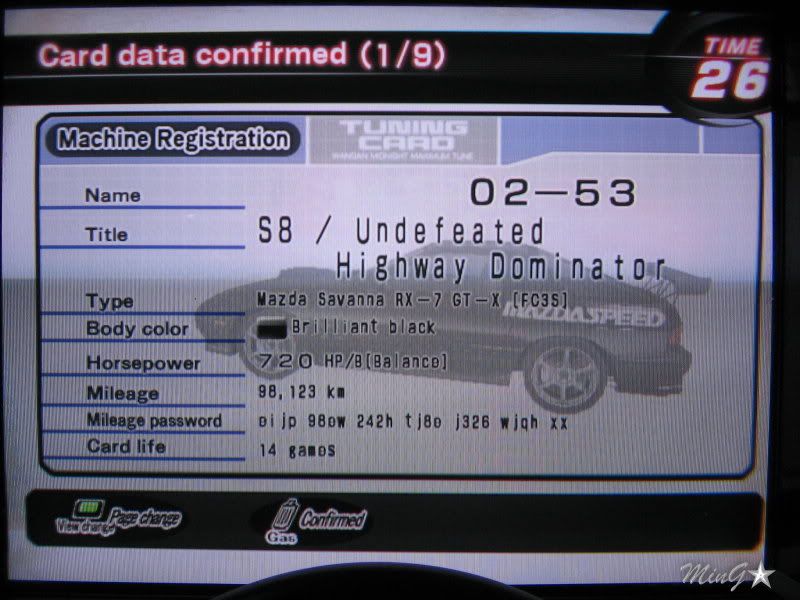 Card data confirmed (1/9)
TIME
26
Machine Registration
TUNING
CARD
WANGAN MIDNIGHT MAXIMUM TUNE
Name 02-53
Title S8 / Undefeated
Highway Dominator
Type Mazda Savanna RX-7 GT-X [FC3S]
MAZDASPEED
Body color Brilliant black
Horsepower 720 HP/B[Balance]
Mileage 98,123 km
Mileage password eijp 98ow 242h tj8e j326 wjqh xx
Card life 14 games
View change Page change
Gas Confirmed
MinG